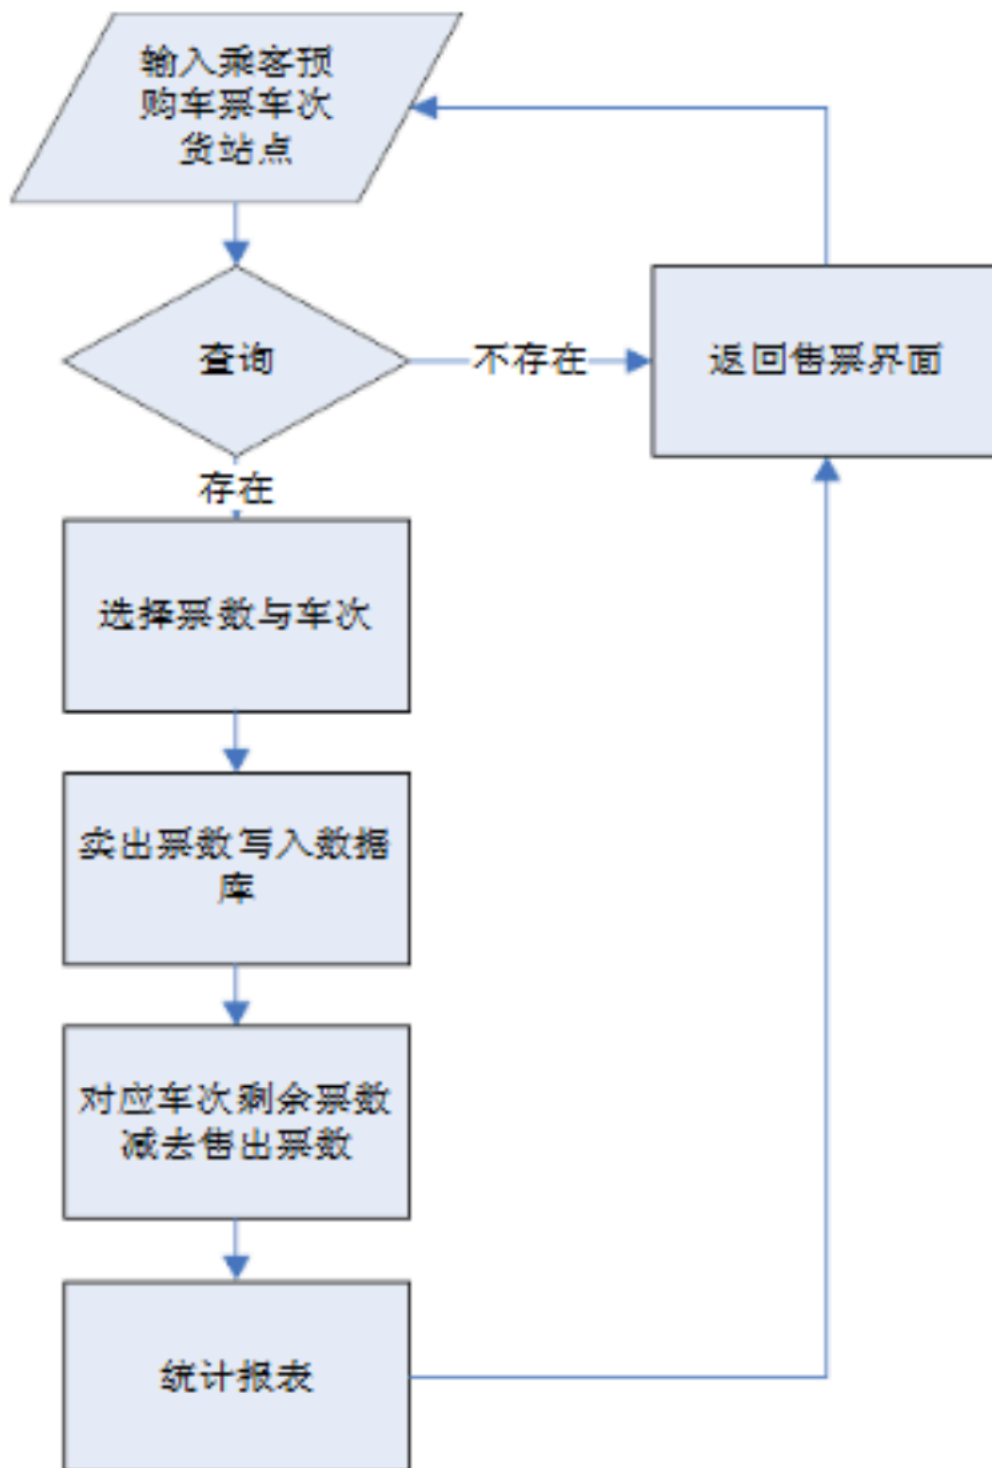 输入乘客预
购车票车次
货站点
查询
不存在
返回售票界面
存在
选择票数与车次
卖出票数写入数据
库
对应车次剩余票数
减去售出票数
统计报表